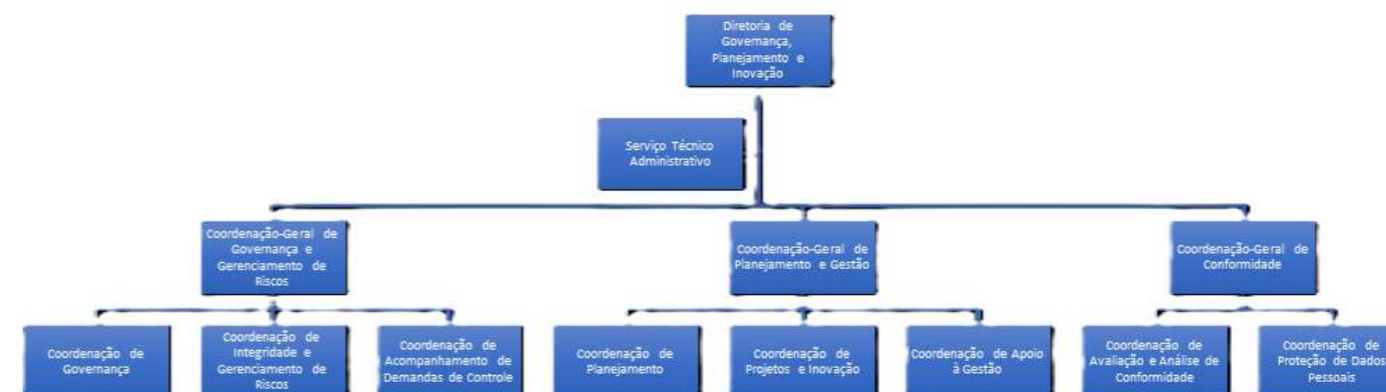 Diretoria de
Governança,
Planejamento e
Inovação
Serviço Técnico
Administrativo
Coordenação-Geral de
Governança e
Gerenciamento de
Riscos
Coordenação-Geral de
Planejamento e Gestão
Coordenação-Geral de
Conformidade
Coordenação de
Governança
Coordenação de
Integridade e
Gerenciamento de
Riscos
Coordenação de
Acompanhamento de
Demandas de Controle
Coordenação de
Planejamento
Coordenação de
Projetos e Inovação
Coordenação de Apoio
à Gestão
Coordenação de
Avaliação e Análise de
Conformidade
Coordenação de
Proteção de Dados
Pessoais